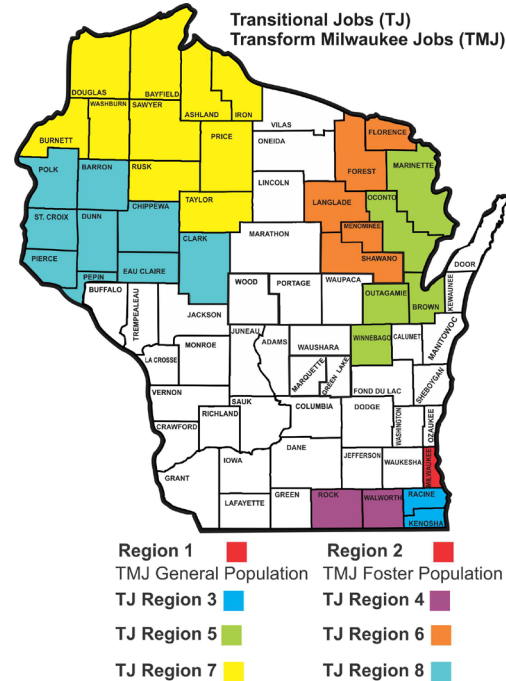 Transitional Jobs (TJ)
Transform Milwaukee Jobs (TMJ)
DOUGLAS
BAYFIELD
WASHBURN
SAWYER
ASHLAND
IRON
VILAS
FLORENCE
BURNETT
PRICE
ONEIDA
MARINETTE
POLK
BARRON
RUSK
FOREST
LINCOLN
LANGLADE
OCONTO
TAYLOR
ST. CROIX
DUNN
CHIPPEWA
MENOMINEE
CLARK
MARATHON
PIERCE
SHAWANO
EAU CLAIRE
DOOR
PEPIN
WOOD
PORTAGE
WAUPACA
BUFFALO
OUTAGAMIE
KEWAUNEE
BROWN
TREMPEALEAU
JACKSON
JUNEAU
ADAMS
WAUSHARA
WINNEBAGO
CALUMET
MANITOWOC
MONROE
LA CROSSE
MARQUETTE
GREEN LAKE
FOND DU LAC
SHEBOYGAN
VERNON
SAUK
COLUMBIA
DODGE
RICHLAND
CRAWFORD
WASHINGTON
OZAUKEE
DANE
IOWA
JEFFERSON
WAUKESHA
MILWAUKEE
GRANT
GREEN
ROCK
WALWORTH
RACINE
LAFAYETTE
KENOSHA
Region 1
Region 2
TMJ General Population
TMJ Foster Population
TJ Region 3
TJ Region 4
TJ Region 5
TJ Region 6
TJ Region 7
TJ Region 8